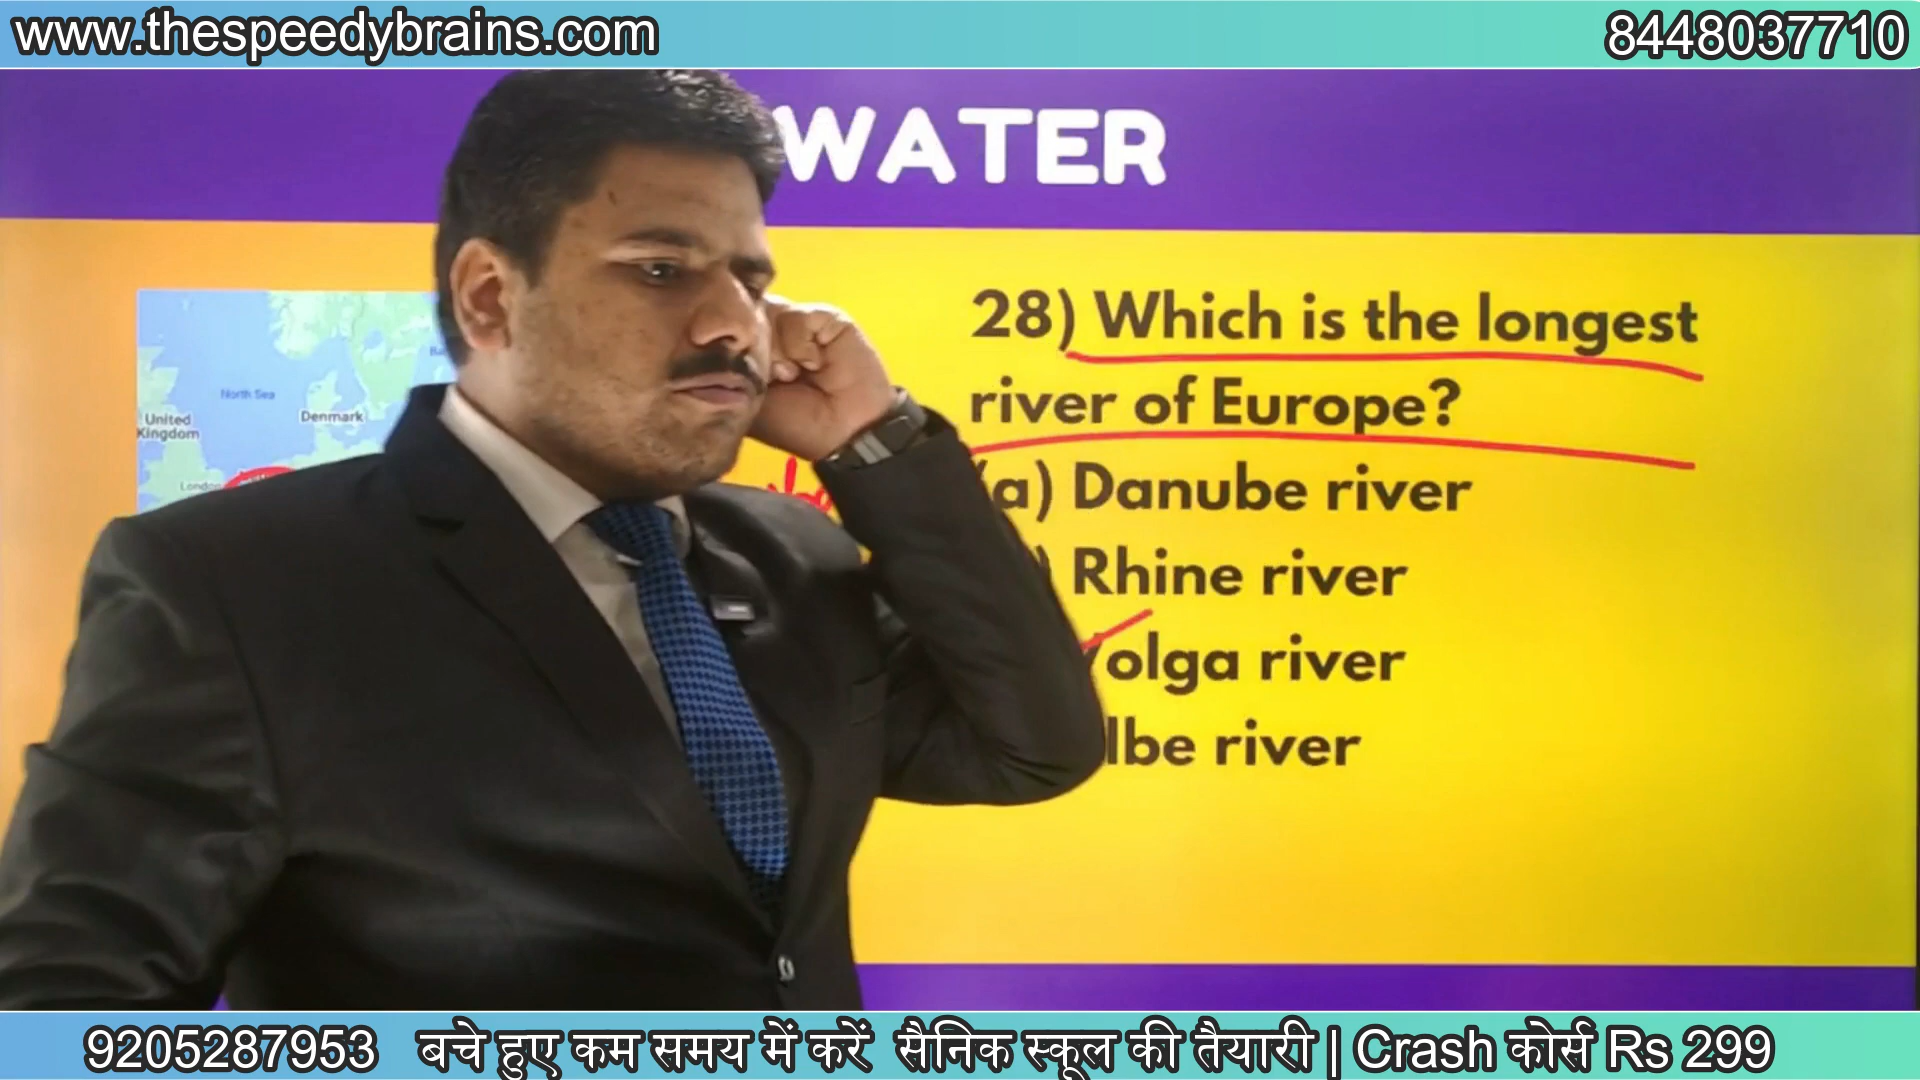 www.thespeedybrains.com
8448037710
WATER
North Sea
United
Kingdom
Denmark
28) Which is the longest
river of Europe?
(a) Danube river
Rhine river
olga river
lbe river
9205287953 बचे हुए कम समय में करें सैनिक स्कूल की तैयारी | Crash कोर्स Rs 299